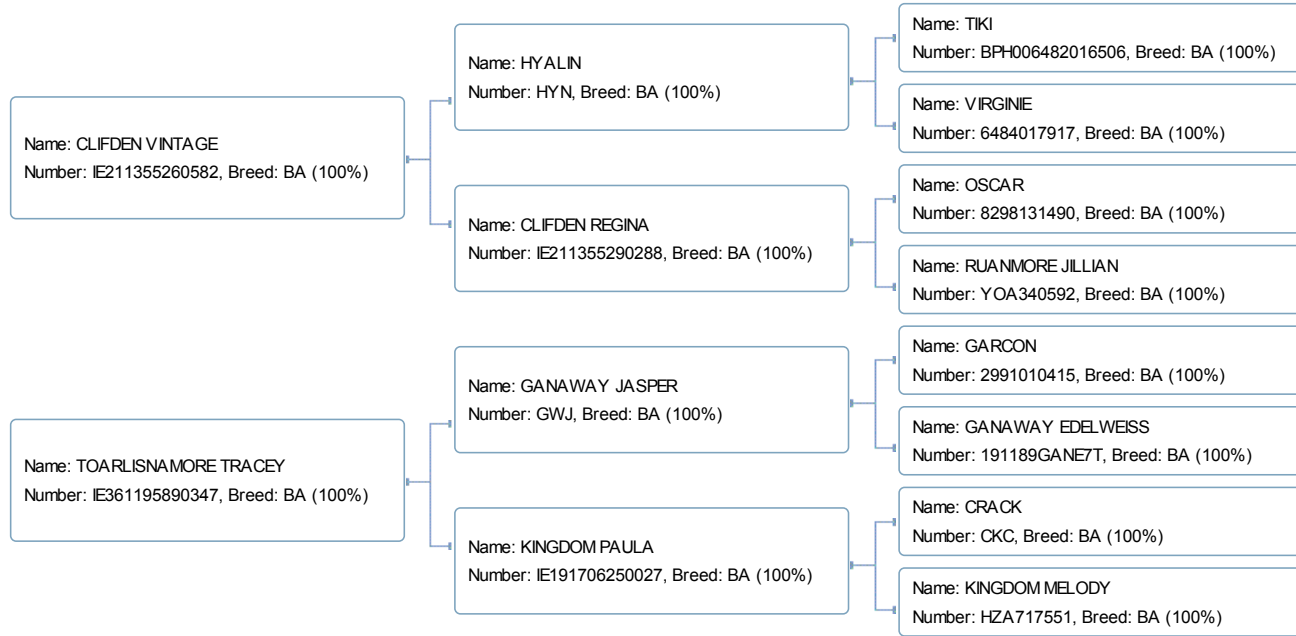 Name: CLIFDEN VINTAGE
Number: IE211355260582, Breed: BA (100%)
Name: TOARLISNAMORE TRACEY
Number: IE361195890347, Breed: BA (100%)
Name: HYALIN
Number: HYN, Breed: BA (100%)
Name: CLIFDEN REGINA
Number: IE211355290288, Breed: BA (100%)
Name: GANAWAY JASPER
Number: GWJ, Breed: BA (100%)
Name: KINGDOM PAULA
Number: IE191706250027, Breed: BA (100%)
Name: TIKI
Number: BPH006482016506, Breed: BA (100%)
Name: VIRGINIE
Number: 6484017917, Breed: BA (100%)
Name: OSCAR
Number: 8298131490, Breed: BA (100%)
Name: RUANMORE JILLIAN
Number: YOA340592, Breed: BA (100%)
Name: GARCON
Number: 2991010415, Breed: BA (100%)
Name: GANAWAY EDELWEISS
Number: 191189GANE7T, Breed: BA (100%)
Name: CRACK
Number: CKC, Breed: BA (100%)
Name: KINGDOM MELODY
Number: HZA717551, Breed: BA (100%)